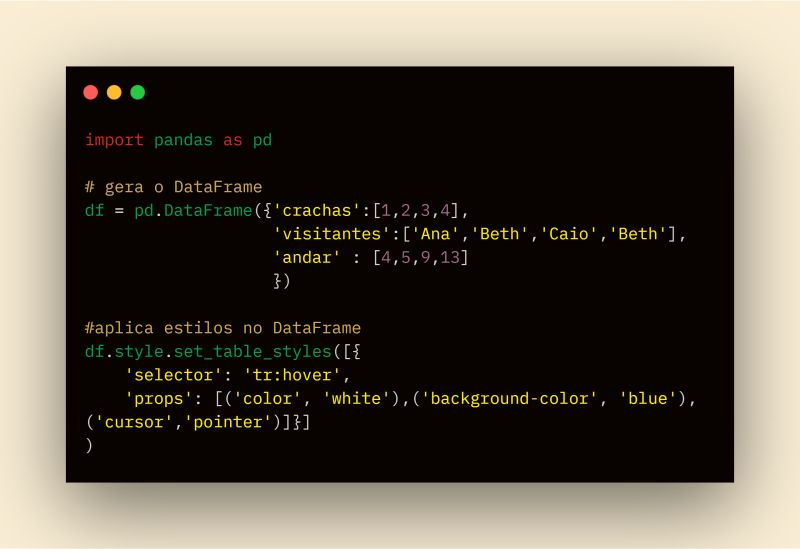 import pandas as pd
# gera o DataFrame
df = pd.DataFrame({'crachas':[1,2,3,4],
'visitantes':['Ana','Beth','Caio','Beth'],
'andar' : [4,5,9,13]
})
#aplica estilos no DataFrame
df.style.set_table_styles([{
'selector': 'tr:hover',
'props': [('color', 'white'),('background-color', 'blue'),
('cursor','pointer')]}]
)